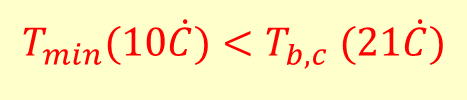 T_min(10Ċ) < T_b,c (21Ċ)